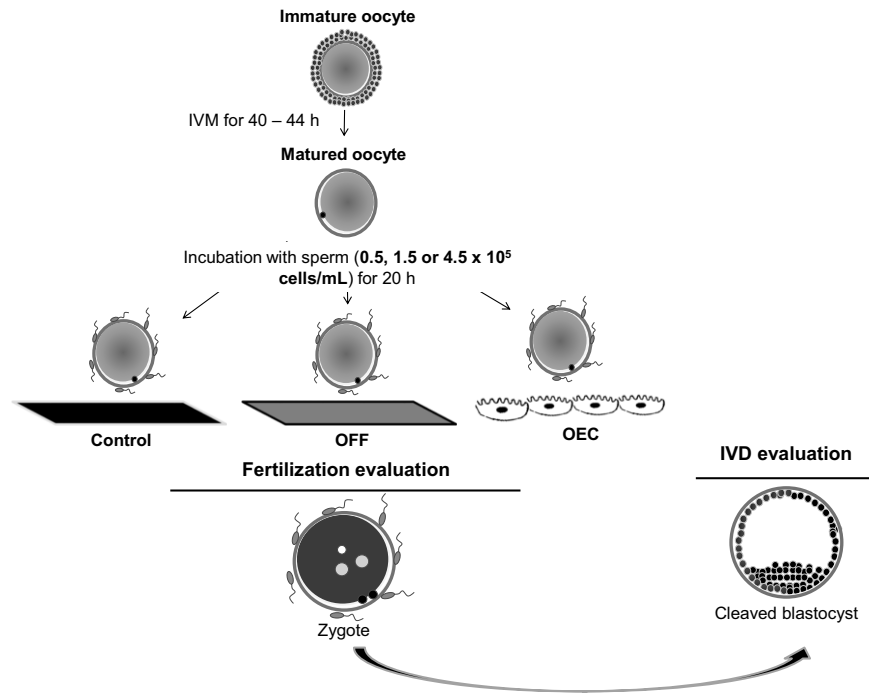 Immature oocyte
IVM for 40 – 44 h
Matured oocyte
Incubation with sperm (0.5, 1.5 or 4.5 x 10⁵
cells/mL) for 20 h
Control
OFF
OEC
Fertilization evaluation
IVD evaluation
Zygote
Cleaved blastocyst